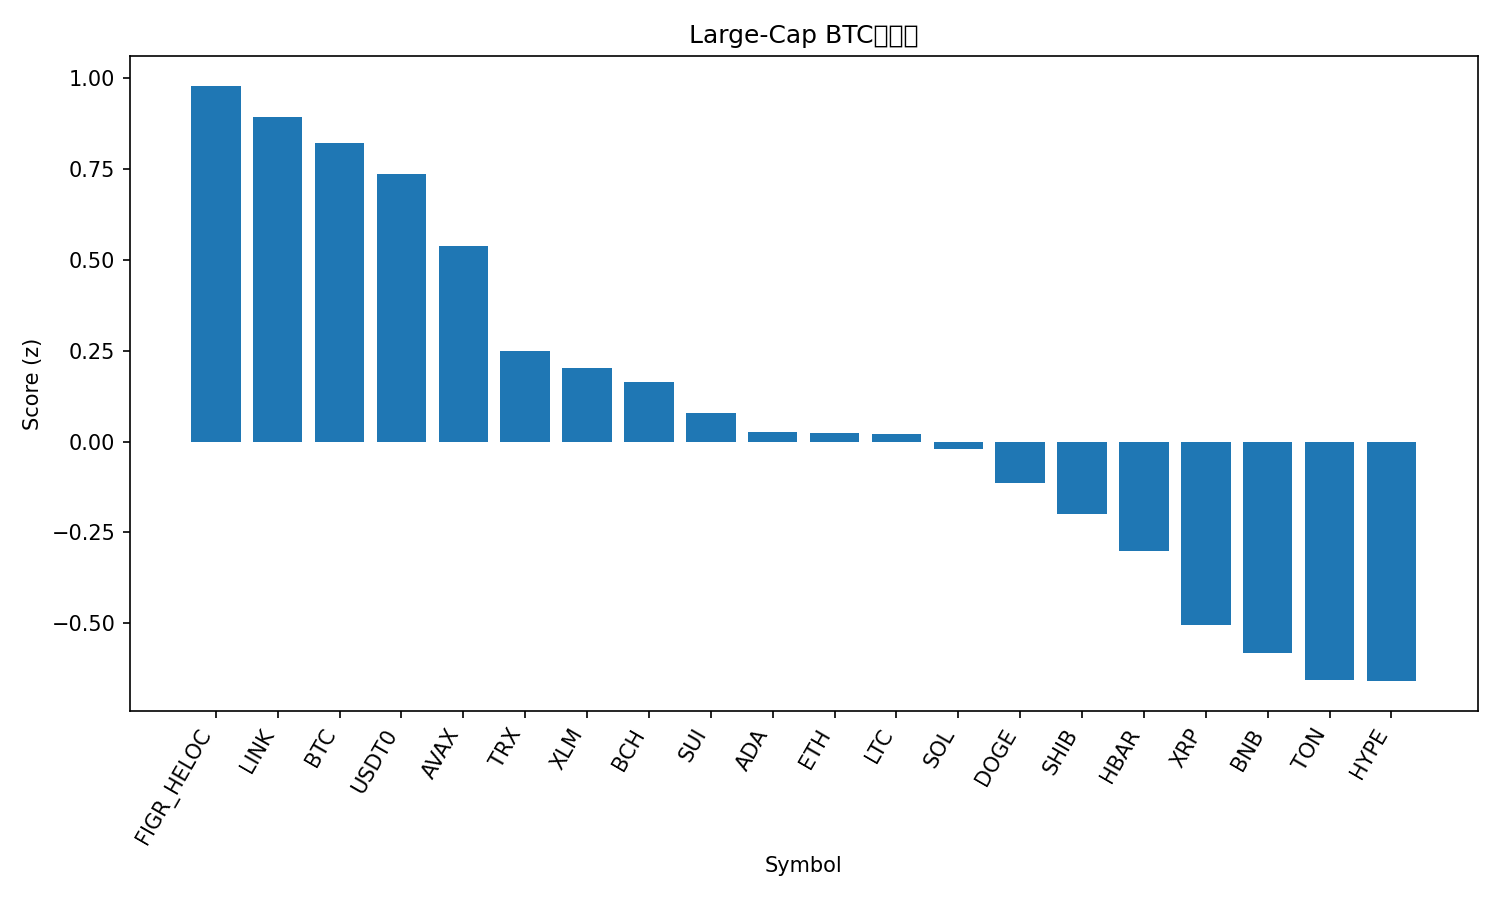 Large-Cap BTC
1.00
0.75
0.50
0.25
0.00
−0.25
−0.50
Score (z)
FIGR_HELOC
LINK
BTC
USDT0
AVAX
TRX
XLM
BCH
SUI
ADA
ETH
LTC
SOL
DOGE
SHIB
HBAR
XRP
BNB
TON
HYPE
Symbol